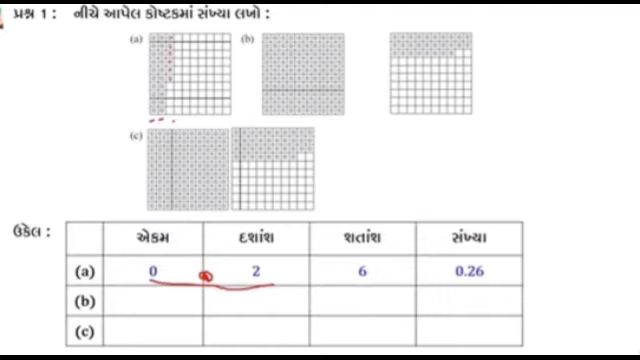 પ્રશ્ન 1 : નીચે આપેલ કોષ્ટકમાં સંખ્યા લખો :
(a) (b)
(c)
ઉકેલ :
એકમ દશાંશ શતાંશ સંખ્યા
(a) 0 2 6 0.26
(b)
(c)